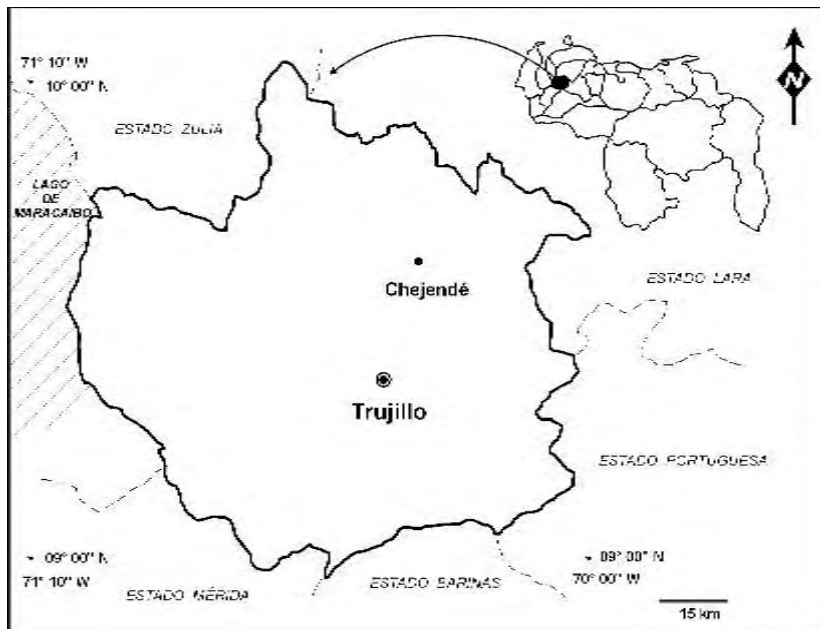 71° 10'' W
10° 00'' N
N
ESTADO ZULIA
LAGO
DE
MARACAIBO
ESTADO LARA
Chejendé
Trujillo
ESTADO PORTUGUESA
09° 00'' N
71° 10'' W
09° 00'' N
70° 00'' W
ESTADO MÉRIDA
ESTADO BARINAS
15 km